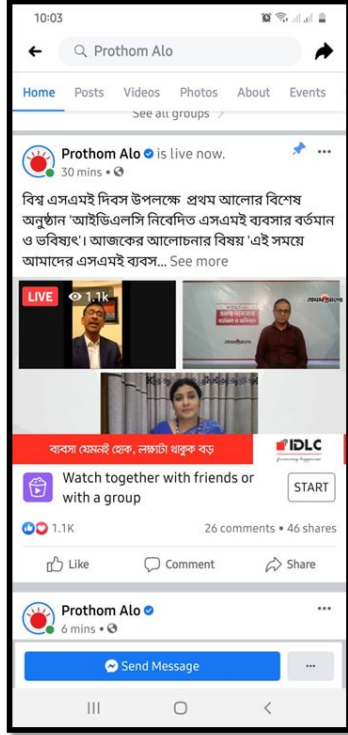 10:03
Prothom Alo
Home Posts Videos Photos About Events
See all groups
Prothom Alo is live now.
30 mins •
বিশ্ব এসএমই দিবস উপলক্ষে প্রথম আলোর বিশেষ
অনুষ্ঠান 'আইডিএলসি নিবেদিত এসএমই ব্যবসার বর্তমান
ও ভবিষ্যৎ'। আজকের আলোচনার বিষয় 'এই সময়ে
আমাদের এসএমই ব্যবস... See more
LIVE 1.1k
ব্যবসা যেমনই হোক, লক্ষ্যটা থাকুক বড়
IDLC
Watch together with friends or
with a group
START
1.1K 26 comments • 46 shares
Like Comment Share
Prothom Alo
6 mins •
Send Message